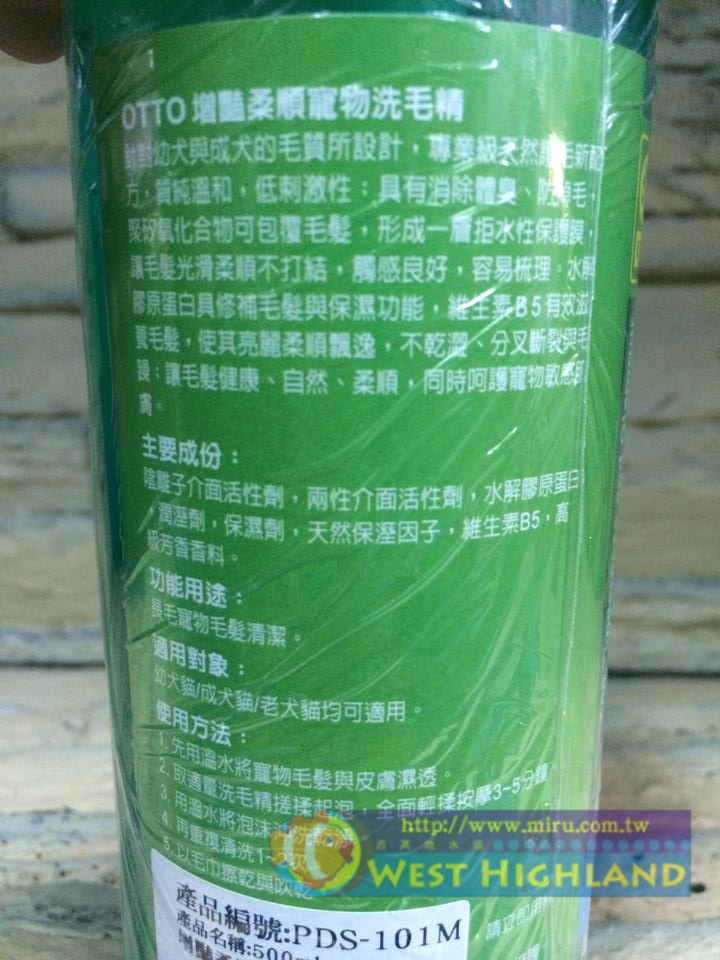 OTTO 增豔柔順寵物洗毛精
針對幼犬與成犬的毛質所設計，專業級天然護毛新配
方，質純溫和，低刺激性；具有消除體臭、防掉毛，
聚矽氧化合物可包覆毛髮，形成一層拒水性保護膜，
讓毛髮光滑柔順不打結，觸感良好，容易梳理。水解
膠原蛋白具修補毛髮與保濕功能，維生素B5有效滋
養毛髮，使其亮麗柔順飄逸，不乾澀、分叉斷裂與毛
躁；讓毛髮健康、自然、柔順，同時呵護寵物敏感肌
膚。
主要成份：
陰離子介面活性劑，兩性介面活性劑，水解膠原蛋白
，潤溼劑，保濕劑，天然保溼因子，維生素B5，高
級芳香香料。
功能用途：
長毛寵物毛髮清潔。
適用對象：
幼犬貓/成犬貓/老犬貓均可適用。
使用方法：
1. 先用溫水將寵物毛髮與皮膚濕透。
2. 取適量洗毛精搓揉起泡，全面輕揉按摩3-5分鐘。
3. 用溫水將泡沫
4. 再重複清洗1-
5. 以毛巾擦乾與吹乾
http://www.miru.com.tw
WEST HIGHLAND
產品編號:PDS-101M
產品名稱:500ml
增豔柔
請立即用